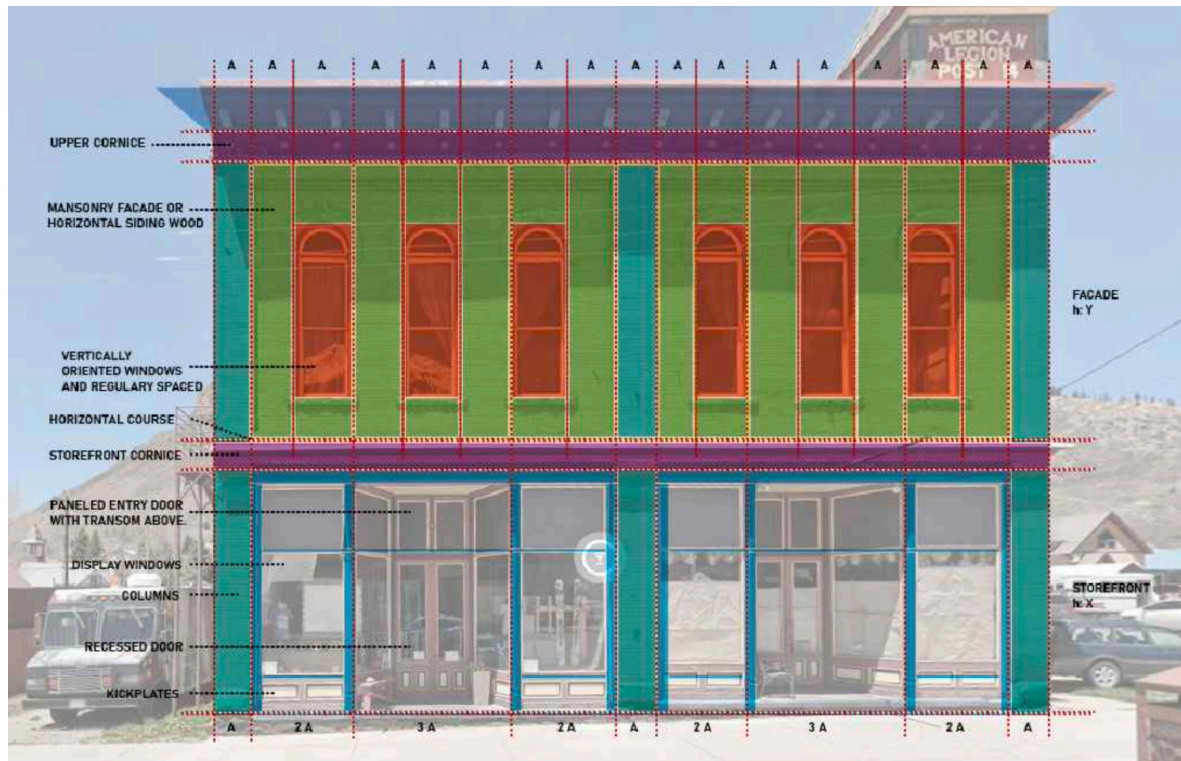 AMERICAN
LEGION
POST 14
A A A A A A A A A A A A A A A A A
UPPER CORNICE
MANSONRY FACADE OR
HORIZONTAL SIDING WOOD
FACADE
h: Y
VERTICALLY
ORIENTED WINDOWS
AND REGULARY SPACED
HORIZONTAL COURSE
STOREFRONT CORNICE
PANELED ENTRY DOOR
WITH TRANSOM ABOVE.
DISPLAY WINDOWS
COLUMNS
STOREFRONT
h: X
RECESSED DOOR
KICKPLATES
A 2 A 3 A 2 A A 2 A 3 A 2 A A